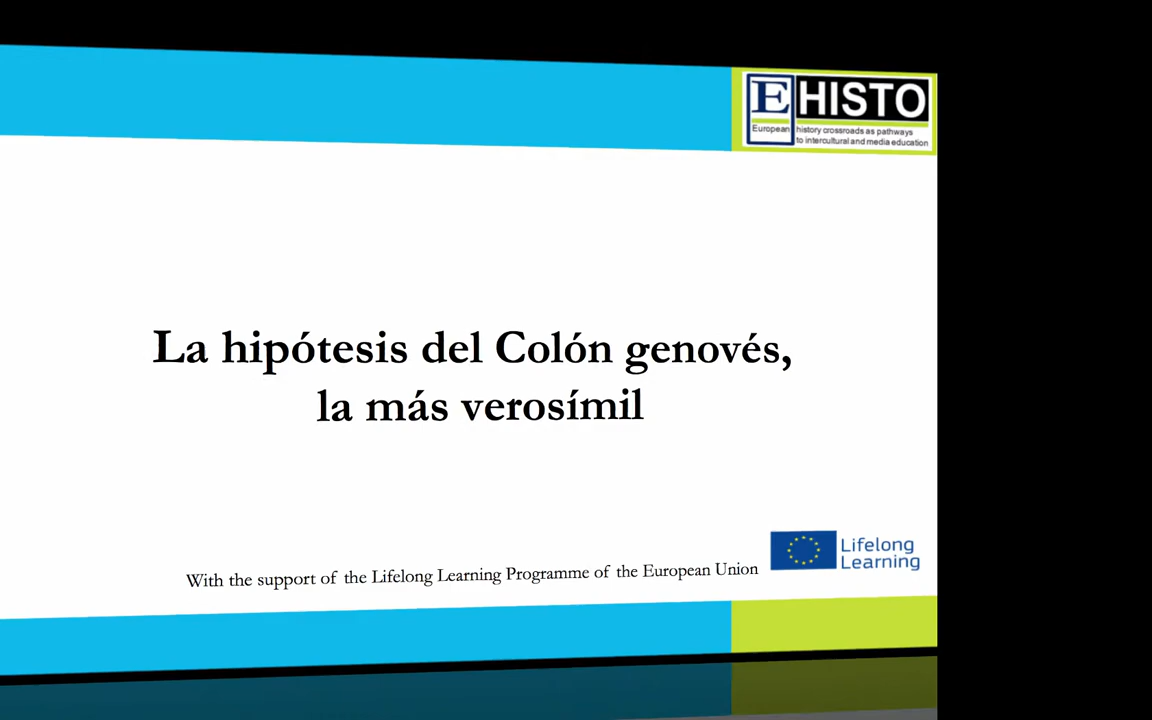 EHISTO
European history crossroads as pathways
to intercultural and media education
La hipótesis del Colón genovés,
la más verosímil
Lifelong
Learning
With the support of the Lifelong Learning Programme of the European Union